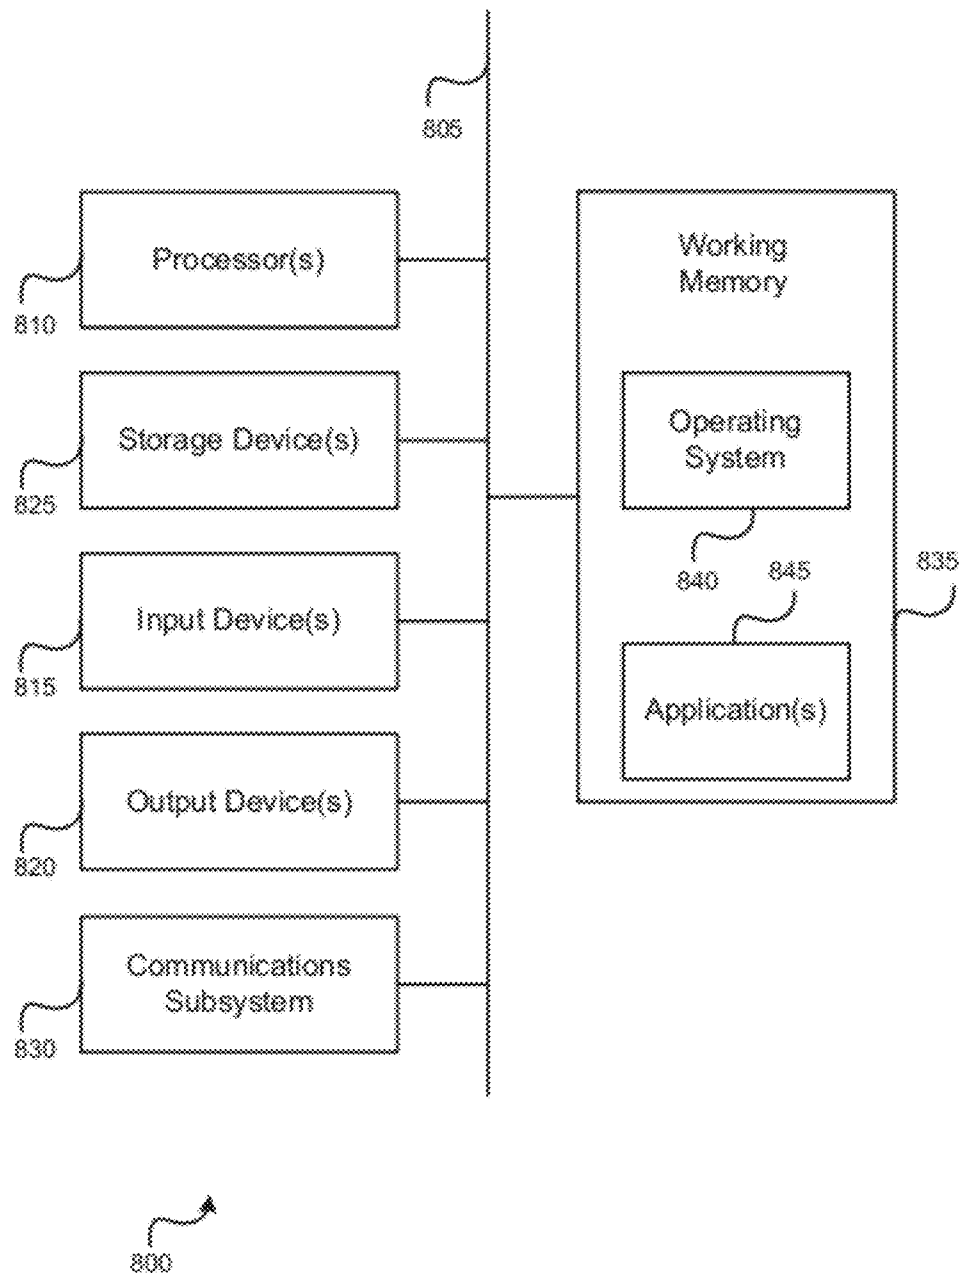 805
Processor(s)
810
Storage Device(s)
825
Input Device(s)
815
Output Device(s)
820
Communications
Subsystem
830
Working
Memory
Operating
System
840
845
835
Application(s)
800